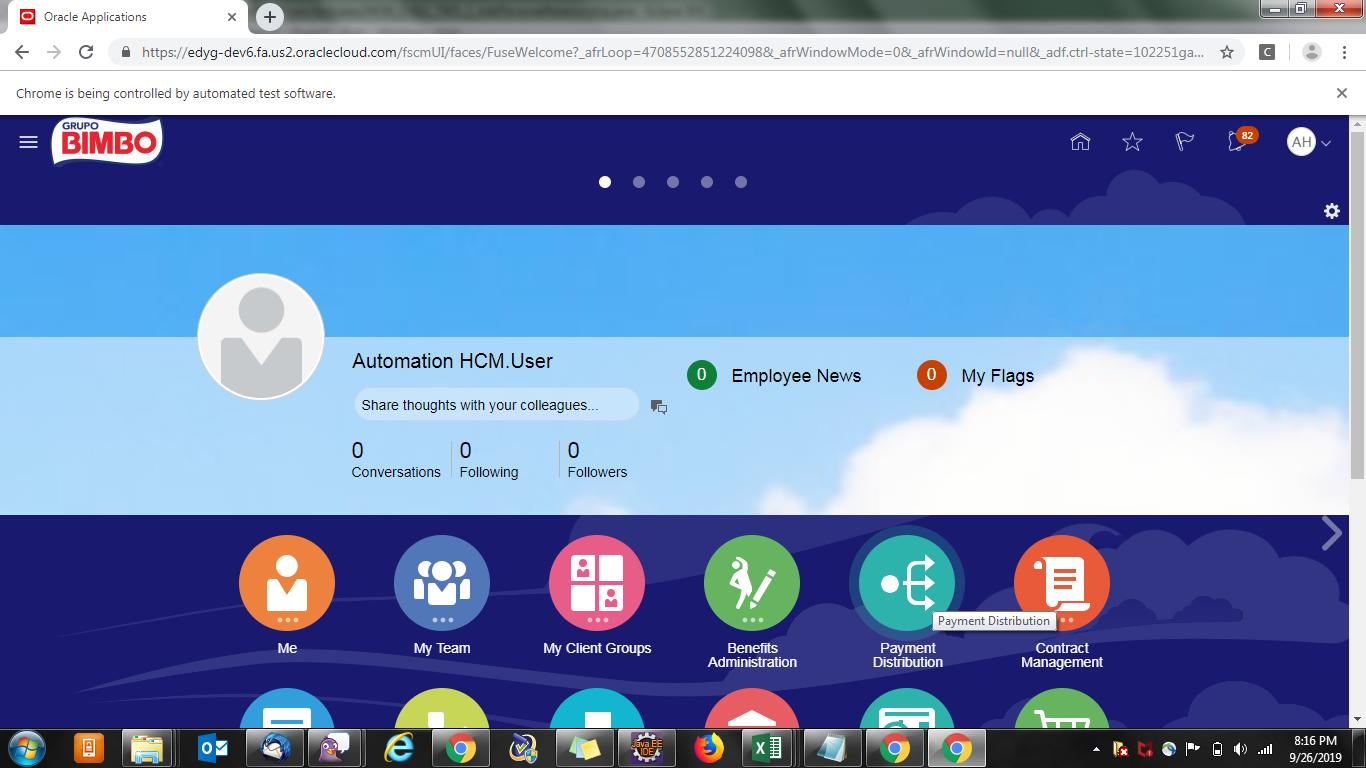 Oracle Applications
https://edyg-dev6.fa.us2.oraclecloud.com/fscmUI/faces/FuseWelcome?_afrLoop=4708552851224098&_afrWindowMode=0&_afrWindowId=null&_adf.ctrl-state=102251ga...
C
Chrome is being controlled by automated test software.
GRUPO
BIMBO
82
AH
Automation HCM.User
0 Employee News
0 My Flags
Share thoughts with your colleagues...
0 0 0
Conversations Following Followers
Payment Distribution
Me
My Team
My Client Groups
Benefits
Administration
Payment
Distribution
Contract
Management
Java EE
IDE
8:16 PM
9/26/2019